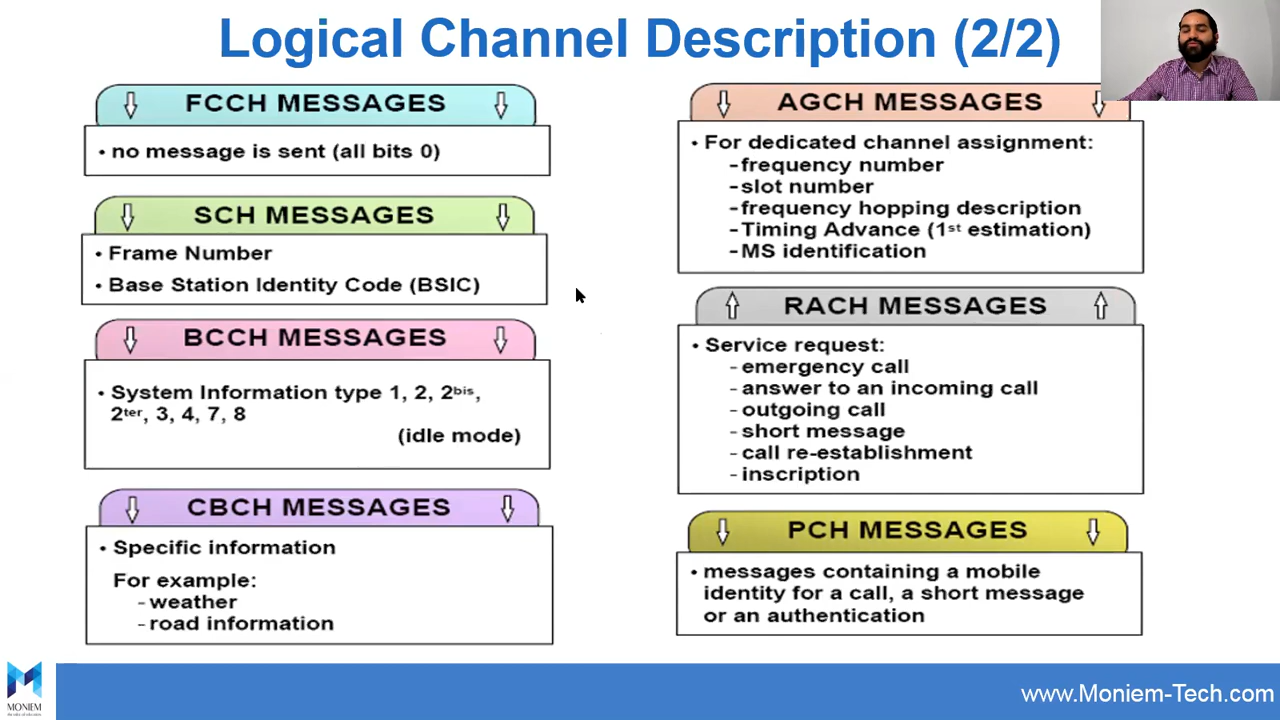 Logical Channel Description (2/2)
FCCH MESSAGES
• no message is sent (all bits 0)
SCH MESSAGES
• Frame Number
• Base Station Identity Code (BSIC)
BCCH MESSAGES
• System Information type 1, 2, 2bis,
2ter, 3, 4, 7, 8
(idle mode)
CBCH MESSAGES
• Specific information
For example:
- weather
- road information
AGCH MESSAGES
• For dedicated channel assignment:
- frequency number
- slot number
- frequency hopping description
- Timing Advance (1st estimation)
- MS identification
RACH MESSAGES
• Service request:
- emergency call
- answer to an incoming call
- outgoing call
- short message
- call re-establishment
- inscription
PCH MESSAGES
• messages containing a mobile
identity for a call, a short message
or an authentication
MONIEM
www.Moniem-Tech.com